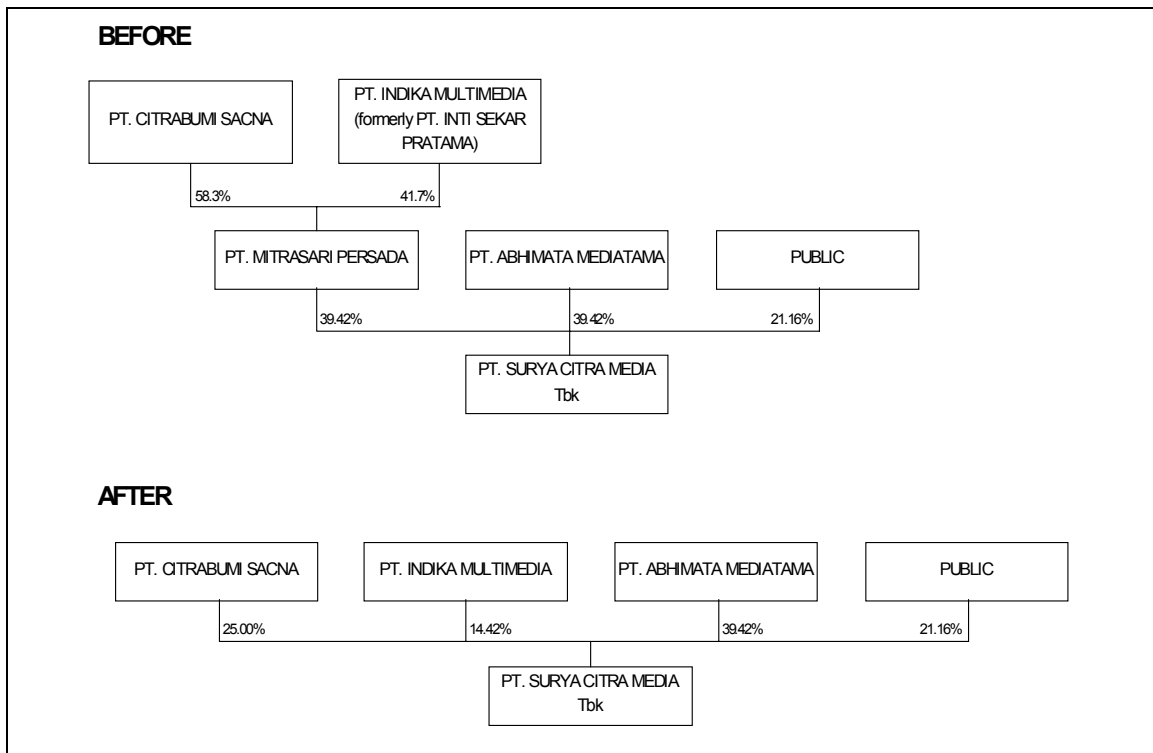 BEFORE
PT. CITRABUMI SACNA
PT. INDIKA MULTIMEDIA
(formerly PT. INTI SEKAR
PRATAMA)
58.3%
41.7%
PT. MITRASARI PERSADA
PT. ABHIMATA MEDIATAMA
PUBLIC
39.42%
39.42%
21.16%
PT. SURYA CITRA MEDIA
Tbk
AFTER
PT. CITRABUMI SACNA
PT. INDIKA MULTIMEDIA
PT. ABHIMATA MEDIATAMA
PUBLIC
25.00%
14.42%
39.42%
21.16%
PT. SURYA CITRA MEDIA
Tbk